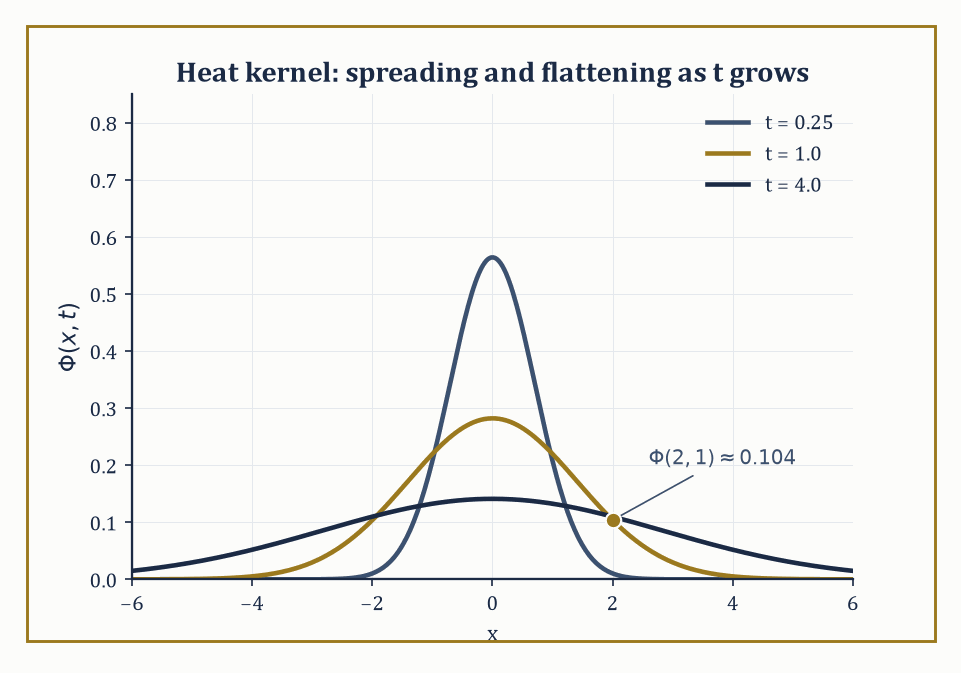 Heat kernel: spreading and flattening as t grows
t = 0.25
t = 1.0
t = 4.0
Φ(x, t)
0.8
0.7
0.6
0.5
0.4
0.3
0.2
0.1
0.0
Φ(2, 1) ≈ 0.104
−6 −4 −2 0 2 4 6
x